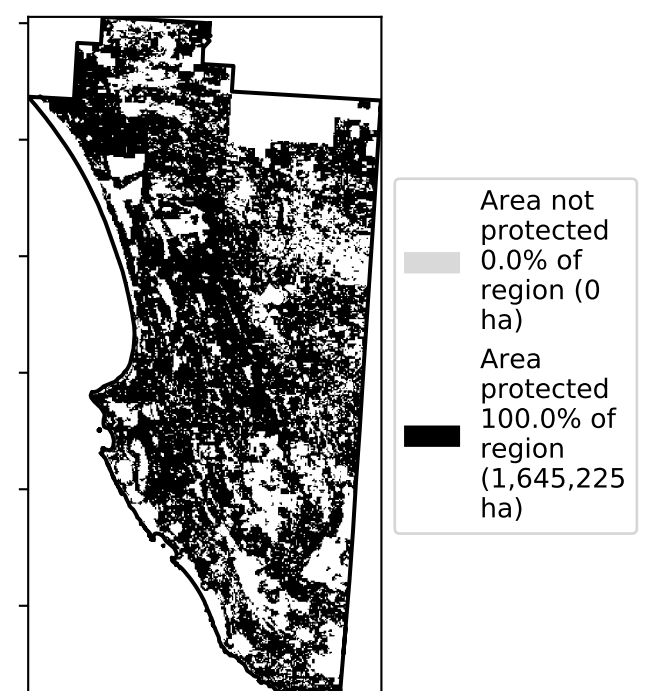 Area not
protected
0.0% of
region (0
ha)
Area
protected
100.0% of
region
(1,645,225
ha)